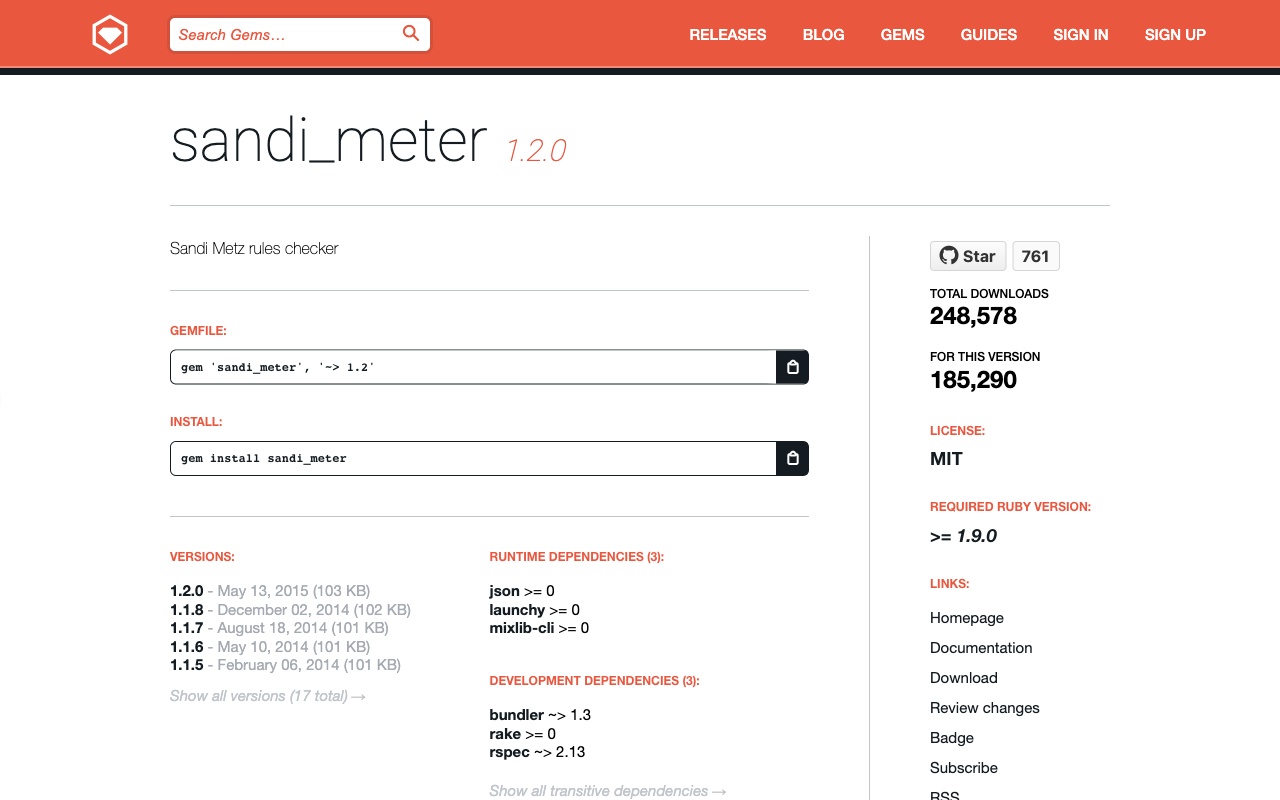 Search Gems…
RELEASES BLOG GEMS GUIDES SIGN IN SIGN UP
sandi_meter 1.2.0
Sandi Metz rules checker
GEMFILE:
gem 'sandi_meter', '~> 1.2'
INSTALL:
gem install sandi_meter
VERSIONS:
1.2.0 - May 13, 2015 (103 KB)
1.1.8 - December 02, 2014 (102 KB)
1.1.7 - August 18, 2014 (101 KB)
1.1.6 - May 10, 2014 (101 KB)
1.1.5 - February 06, 2014 (101 KB)
Show all versions (17 total) →
RUNTIME DEPENDENCIES (3):
json >= 0
launchy >= 0
mixlib-cli >= 0
DEVELOPMENT DEPENDENCIES (3):
bundler ~> 1.3
rake >= 0
rspec ~> 2.13
Show all transitive dependencies →
Star 761
TOTAL DOWNLOADS
248,578
FOR THIS VERSION
185,290
LICENSE:
MIT
REQUIRED RUBY VERSION:
>= 1.9.0
LINKS:
Homepage
Documentation
Download
Review changes
Badge
Subscribe
RSS